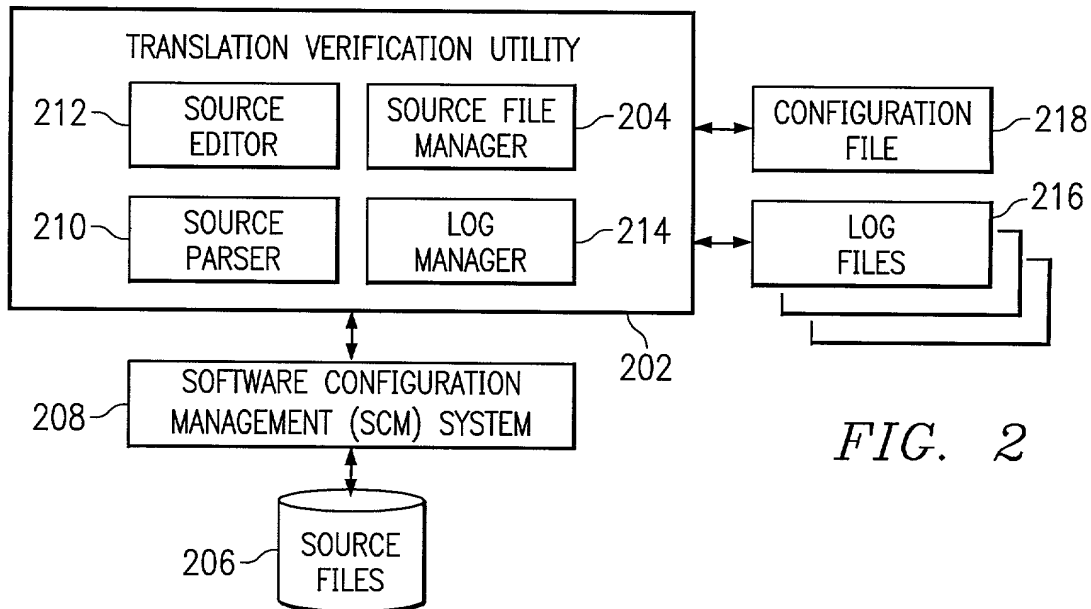 TRANSLATION VERIFICATION UTILITY
212
SOURCE
EDITOR
SOURCE FILE
MANAGER
204
CONFIGURATION
FILE
218
210
SOURCE
PARSER
LOG
MANAGER
214
LOG
FILES
216
202
208
SOFTWARE CONFIGURATION
MANAGEMENT (SCM) SYSTEM
FIG. 2
206
SOURCE
FILES